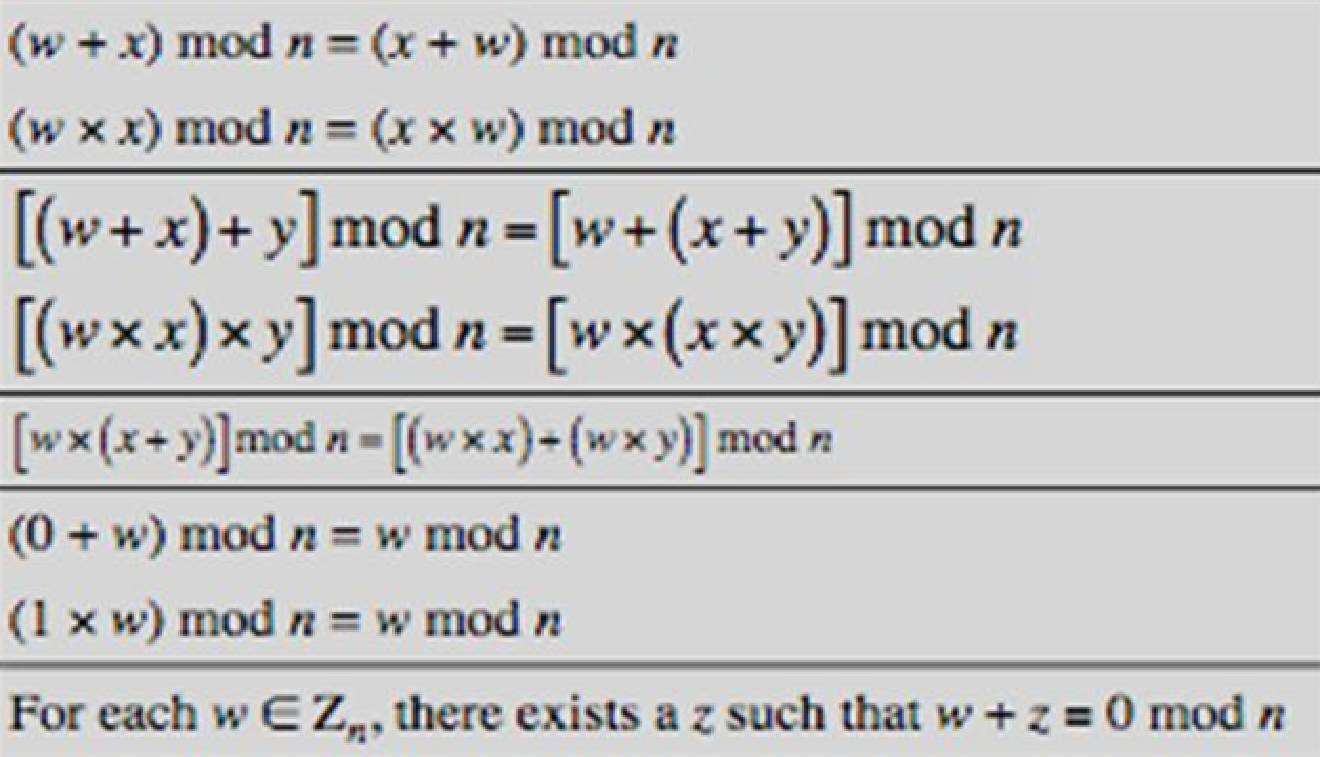 (w + x) mod n = (x + w) mod n
(w × x) mod n = (x × w) mod n
[(w + x) + y] mod n = [w + (x + y)] mod n
[(w × x) × y] mod n = [w × (x × y)] mod n
[w × (x + y)] mod n = [(w × x) + (w × y)] mod n
(0 + w) mod n = w mod n
(1 × w) mod n = w mod n
For each w ∈ Zₙ, there exists a z such that w + z = 0 mod n